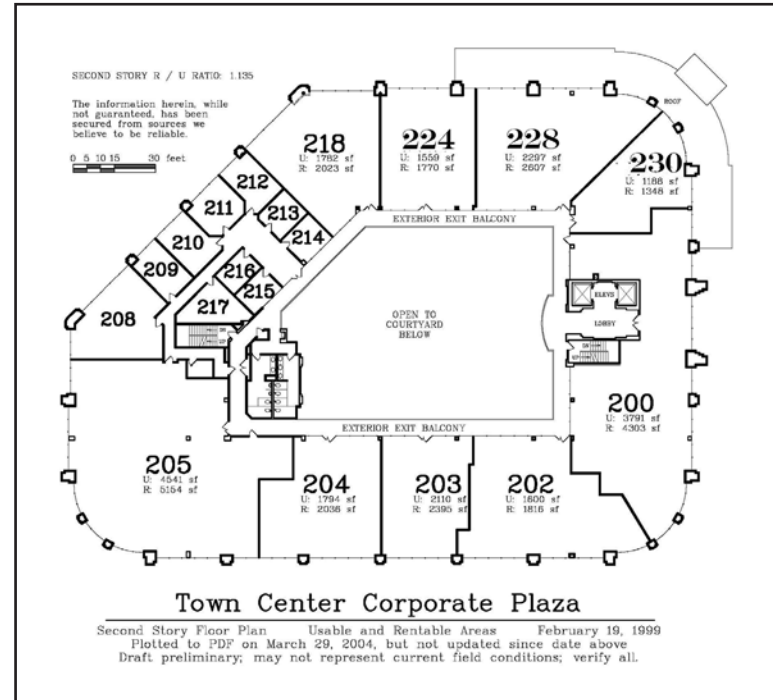 SECOND STORY R / U RATIO: 1.135
The information herein, while
not guaranteed, has been
secured from sources we
believe to be reliable.
0 5 10 15 30 feet
218
U: 1782 sf
R: 2023 sf
224
U: 1559 sf
R: 1770 sf
228
U: 2297 sf
R: 2607 sf
ROOF
230
U: 1188 sf
R: 1348 sf
212
211
213
210
214
209
216
215
208
217
EXTERIOR EXIT BALCONY
OPEN TO
COURTYARD
BELOW
ELEVS
LOBBY
DN
UP
DN
UP
200
U: 3791 sf
R: 4303 sf
EXTERIOR EXIT BALCONY
205
U: 4541 sf
R: 5154 sf
204
U: 1794 sf
R: 2036 sf
203
U: 2110 sf
R: 2395 sf
202
U: 1600 sf
R: 1816 sf
Town Center Corporate Plaza
Second Story Floor Plan Usable and Rentable Areas February 19, 1999
Plotted to PDF on March 29, 2004, but not updated since date above
Draft preliminary; may not represent current field conditions; verify all.